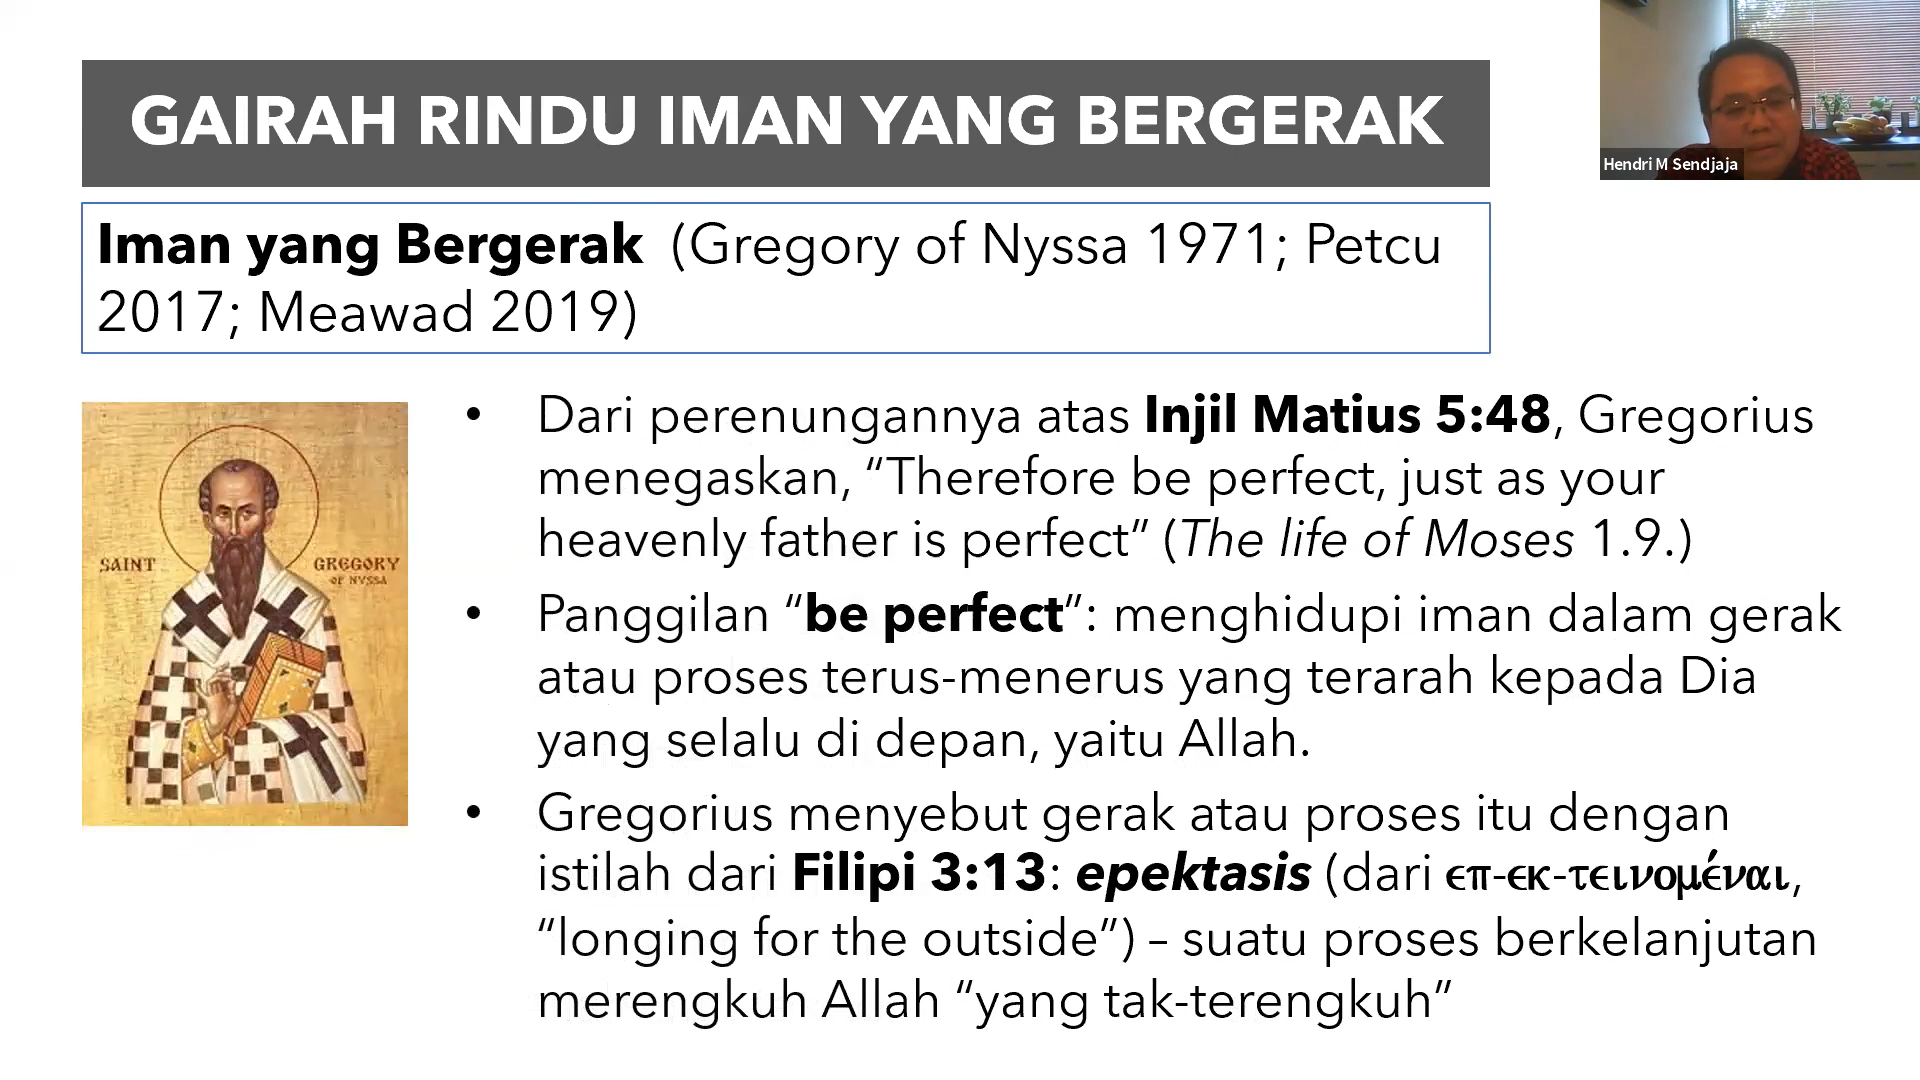 GAIRAH RINDU IMAN YANG BERGERAK
Hendri M Sendjaja
Iman yang Bergerak (Gregory of Nyssa 1971; Petcu
2017; Meawad 2019)
SAINT GREGORY
OF NYSSA
• Dari perenungannya atas Injil Matius 5:48, Gregorius
menegaskan, “Therefore be perfect, just as your
heavenly father is perfect” (The life of Moses 1.9.)
• Panggilan “be perfect”: menghidupi iman dalam gerak
atau proses terus-menerus yang terarah kepada Dia
yang selalu di depan, yaitu Allah.
• Gregorius menyebut gerak atau proses itu dengan
istilah dari Filipi 3:13: epektasis (dari επ-εκ-τεινομέναι,
“longing for the outside”) – suatu proses berkelanjutan
merengkuh Allah “yang tak-terengkuh”